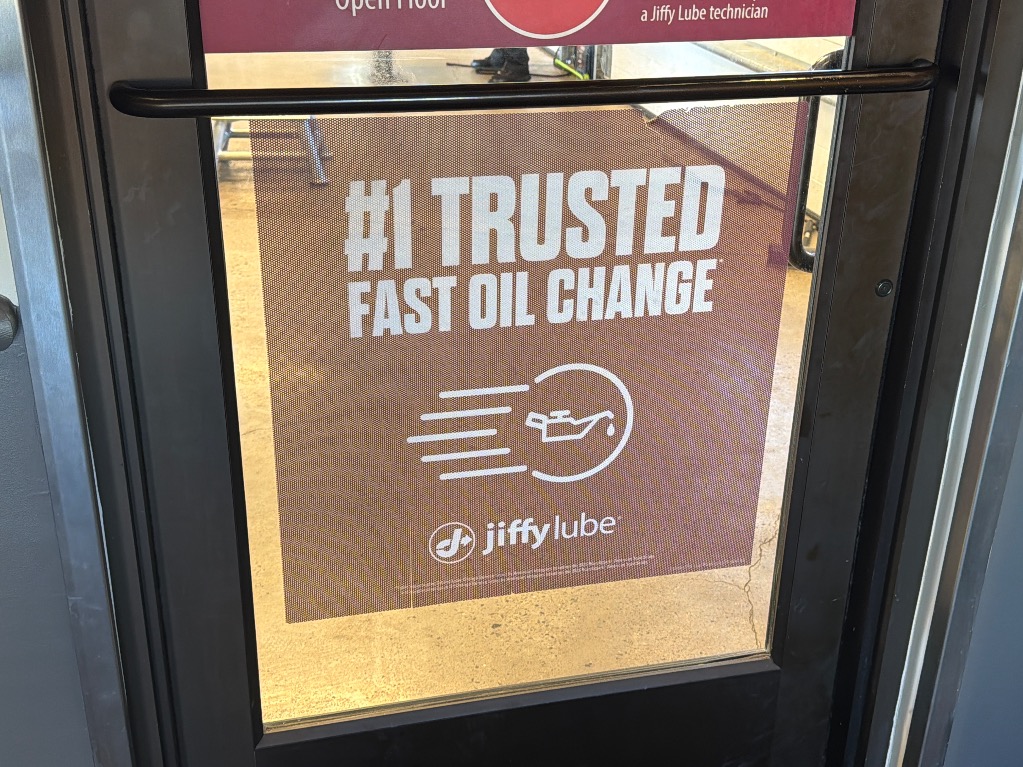 Open Floor
a Jiffy Lube technician
#1 TRUSTED
FAST OIL CHANGE
jiffy lube